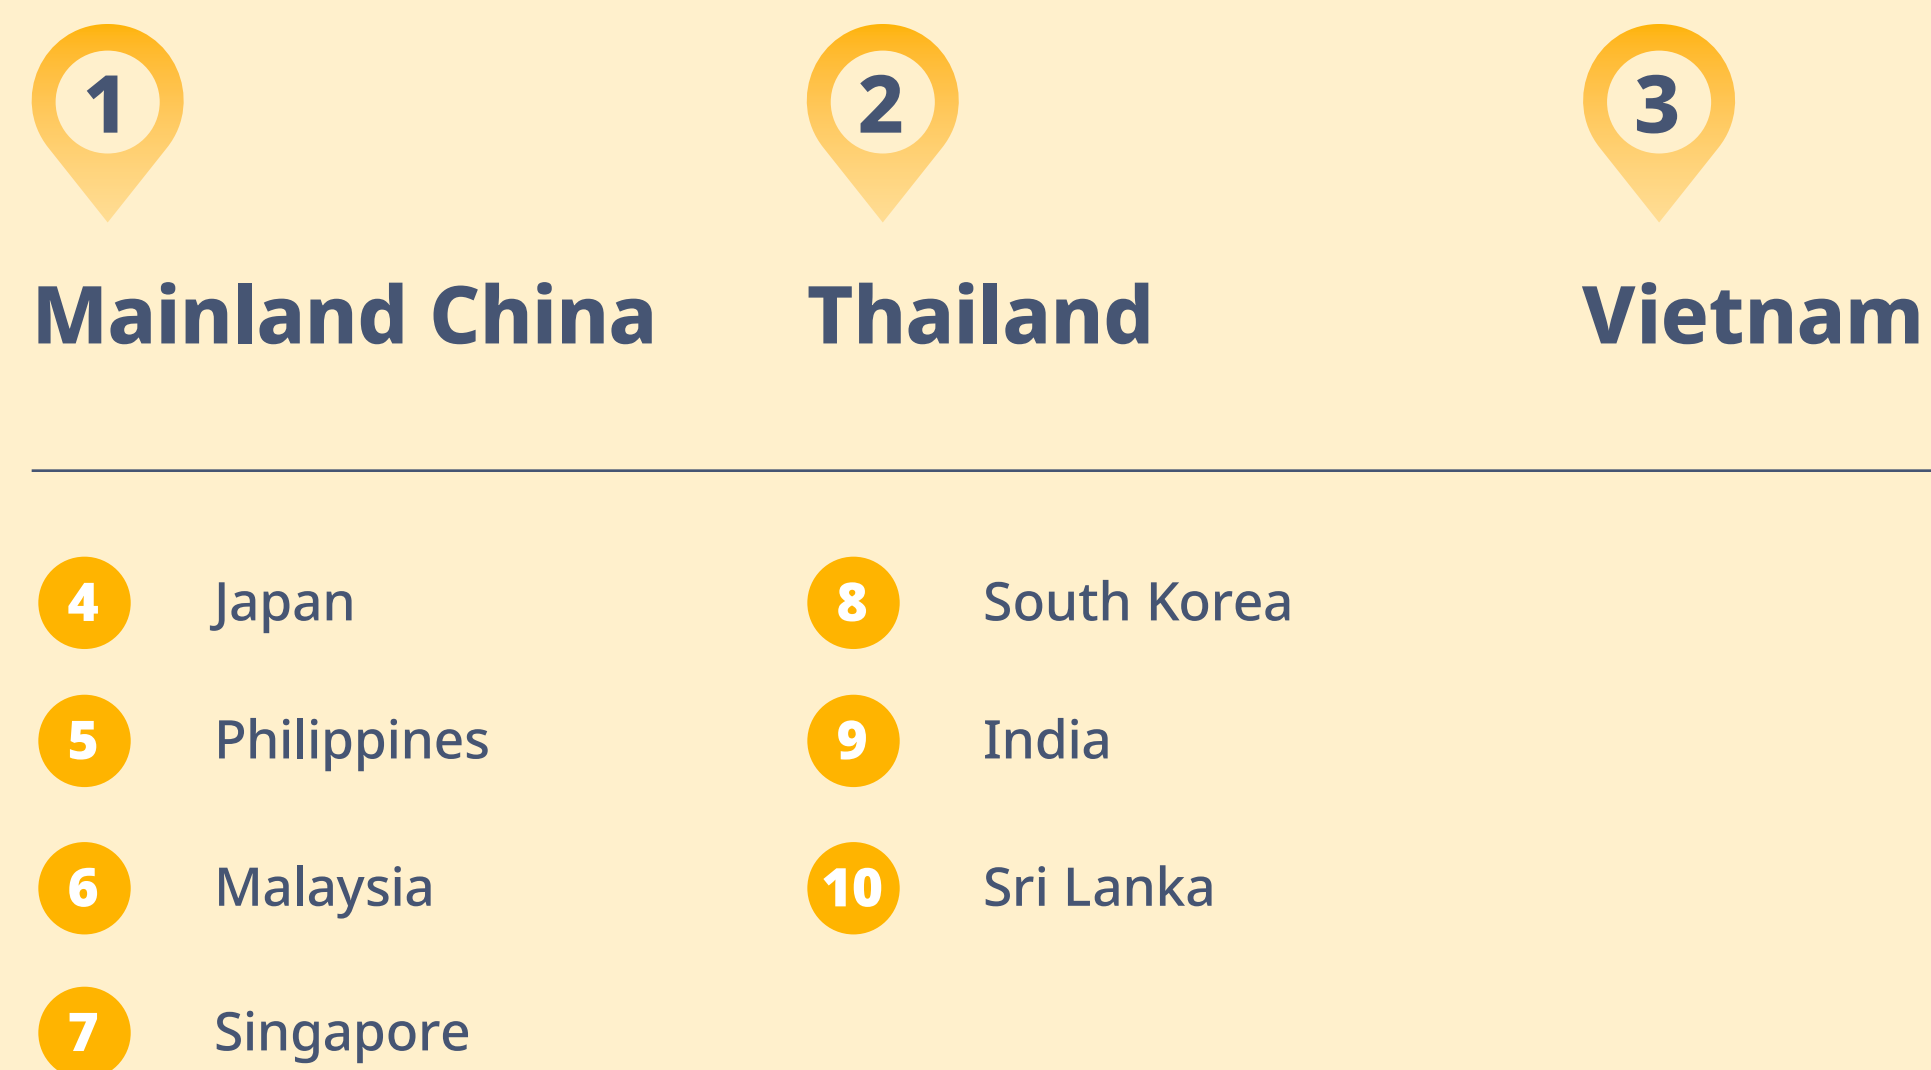 1
Mainland China
2
Thailand
3
Vietnam
4 Japan
5 Philippines
6 Malaysia
7 Singapore
8 South Korea
9 India
10 Sri Lanka